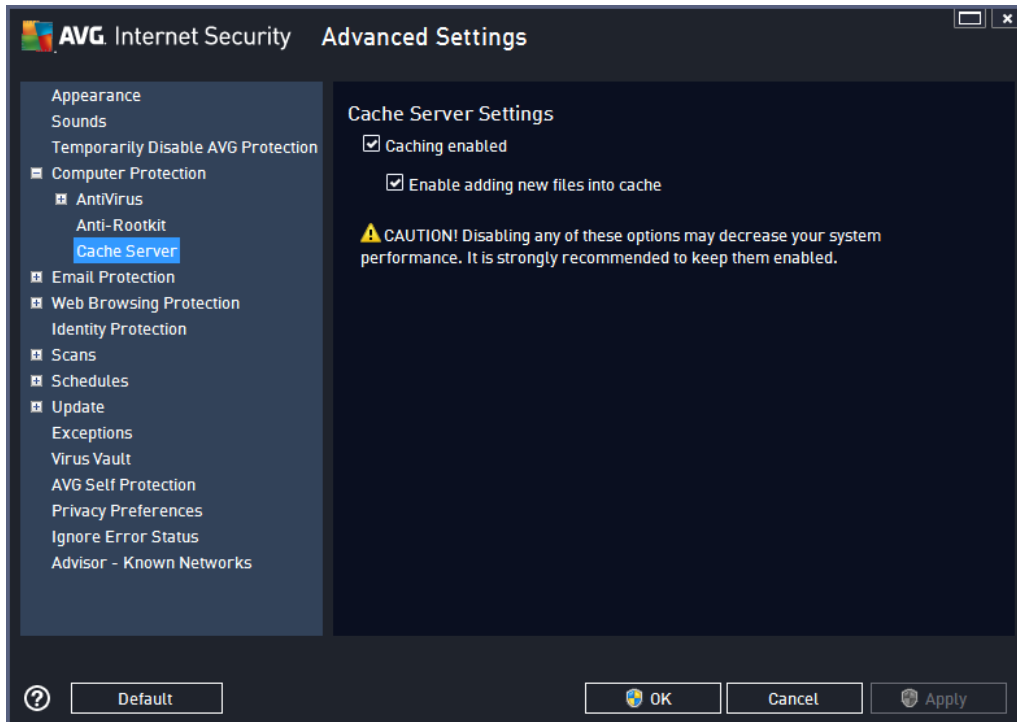 AVG. Internet Security Advanced Settings
Appearance
Sounds
Temporarily Disable AVG Protection
Computer Protection
AntiVirus
Anti-Rootkit
Cache Server
Email Protection
Web Browsing Protection
Identity Protection
Scans
Schedules
Update
Exceptions
Virus Vault
AVG Self Protection
Privacy Preferences
Ignore Error Status
Advisor - Known Networks
Cache Server Settings
Caching enabled
Enable adding new files into cache
CAUTION! Disabling any of these options may decrease your system
performance. It is strongly recommended to keep them enabled.
? Default OK Cancel Apply